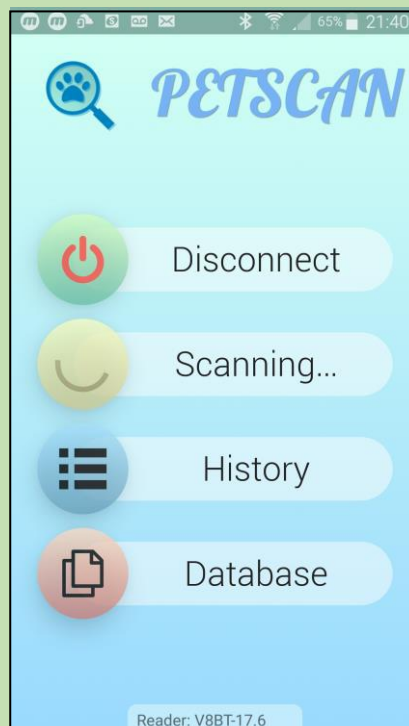 65% 21:40
PETSCAN
Disconnect
Scanning...
History
Database
Reader: V8BT-17.6